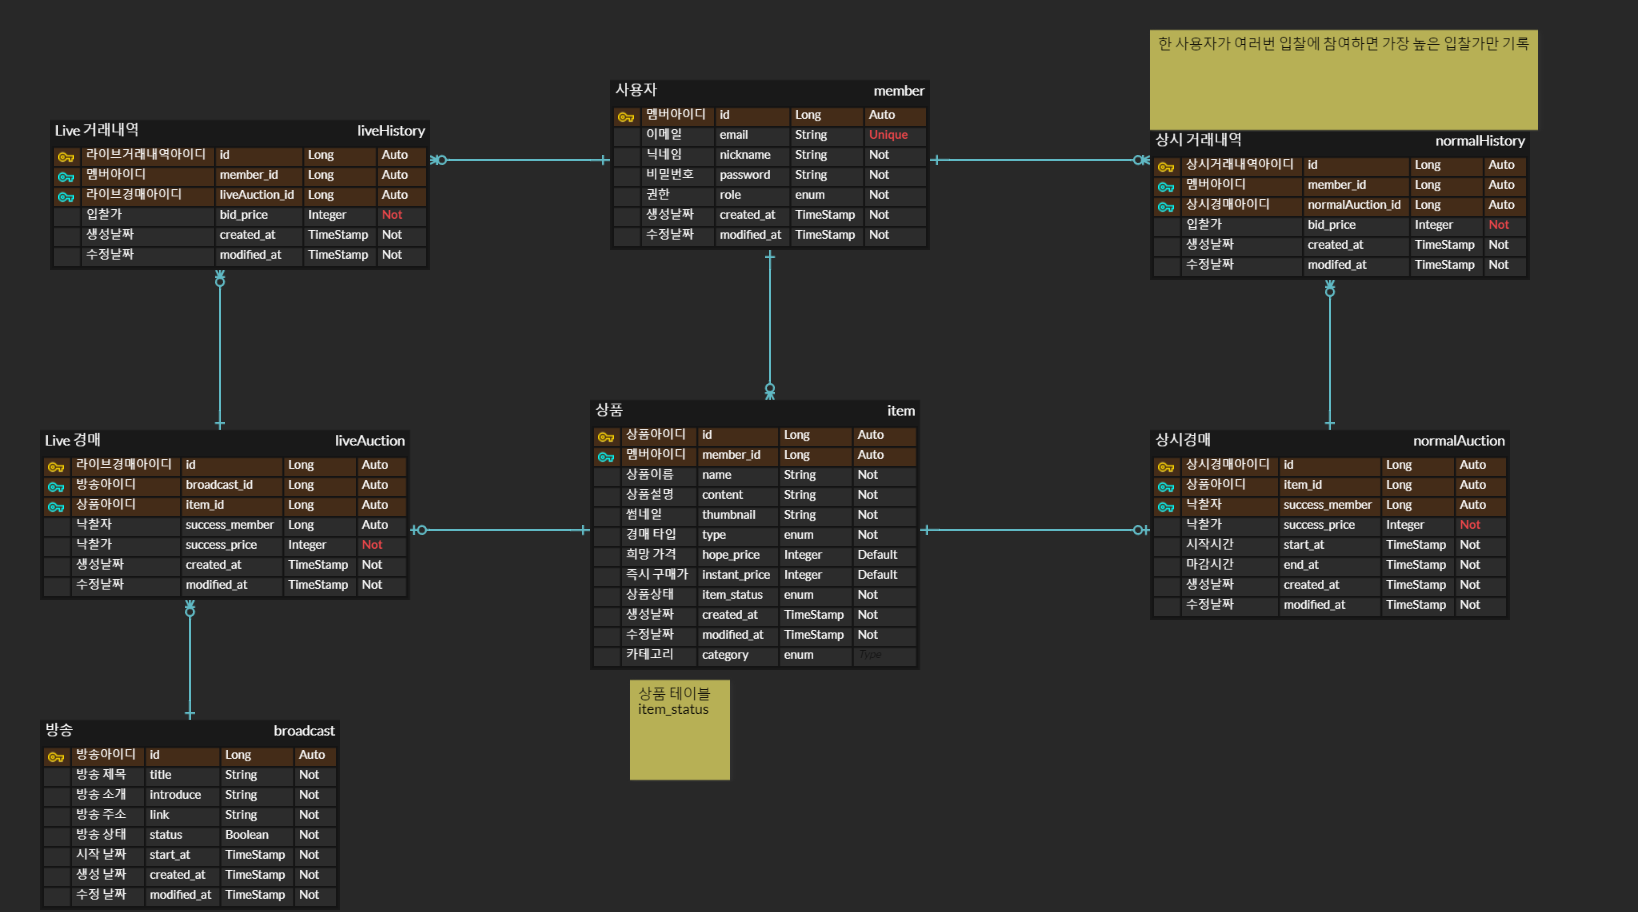 한 사용자가 여러번 입찰에 참여하면 가장 높은 입찰가만 기록
사용자 member
멤버아이디 id Long Auto
이메일 email String Unique
닉네임 nickname String Not
비밀번호 password String Not
권한 role enum Not
생성날짜 created_at TimeStamp Not
수정날짜 modified_at TimeStamp Not
Live 거래내역 liveHistory
라이브거래내역아이디 id Long Auto
멤버아이디 member_id Long Auto
라이브경매아이디 liveAuction_id Long Auto
입찰가 bid_price Integer Not
생성날짜 created_at TimeStamp Not
수정날짜 modified_at TimeStamp Not
상시 거래내역 normalHistory
상시거래내역아이디 id Long Auto
멤버아이디 member_id Long Auto
상시경매아이디 normalAuction_id Long Auto
입찰가 bid_price Integer Not
생성날짜 created_at TimeStamp Not
수정날짜 modifed_at TimeStamp Not
상품 item
상품아이디 id Long Auto
멤버아이디 member_id Long Auto
상품이름 name String Not
상품설명 content String Not
썸네일 thumbnail String Not
경매 타입 type enum Not
희망 가격 hope_price Integer Default
즉시 구매가 instant_price Integer Default
상품상태 item_status enum Not
생성날짜 created_at TimeStamp Not
수정날짜 modified_at TimeStamp Not
카테고리 category enum Type
Live 경매 liveAuction
라이브경매아이디 id Long Auto
방송아이디 broadcast_id Long Auto
상품아이디 item_id Long Auto
낙찰자 success_member Long Auto
낙찰가 success_price Integer Not
생성날짜 created_at TimeStamp Not
수정날짜 modified_at TimeStamp Not
상시경매 normalAuction
상시경매아이디 id Long Auto
상품아이디 item_id Long Auto
낙찰자 success_member Long Auto
낙찰가 success_price Integer Not
시작시간 start_at TimeStamp Not
마감시간 end_at TimeStamp Not
생성날짜 created_at TimeStamp Not
수정날짜 modified_at TimeStamp Not
상품 테이블
item_status
방송 broadcast
방송아이디 id Long Auto
방송 제목 title String Not
방송 소개 introduce String Not
방송 주소 link String Not
방송 상태 status Boolean Not
시작 날짜 start_at TimeStamp Not
생성 날짜 created_at TimeStamp Not
수정 날짜 modified_at TimeStamp Not